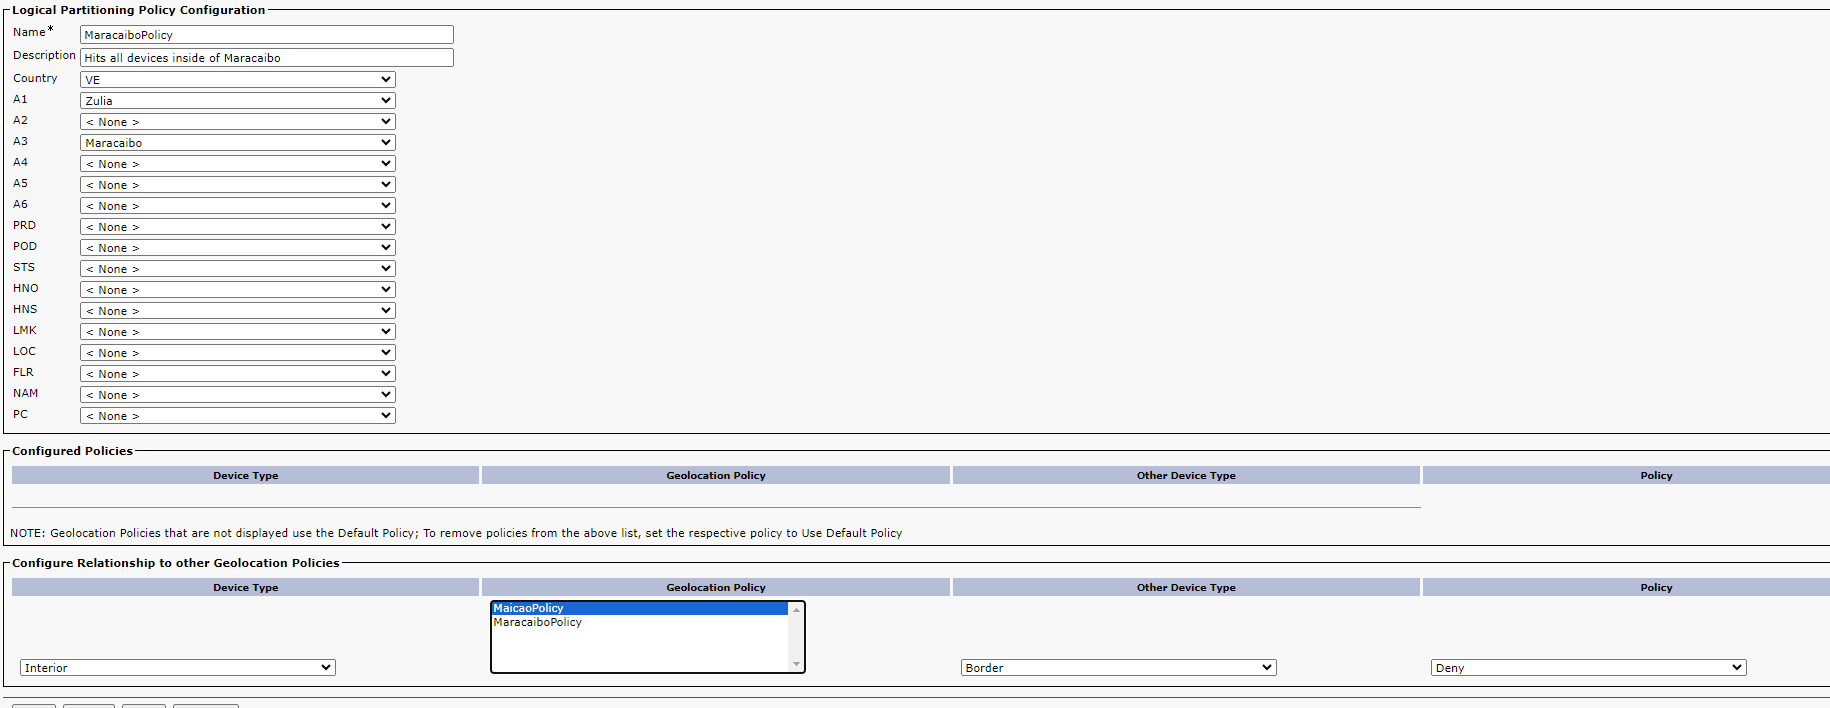 Logical Partitioning Policy Configuration
Name*
MaracaiboPolicy
Description
Hits all devices inside of Maracaibo
Country
VE
A1
Zulia
A2
< None >
A3
Maracaibo
A4
< None >
A5
< None >
A6
< None >
PRD
< None >
POD
< None >
STS
< None >
HNO
< None >
HNS
< None >
LMK
< None >
LOC
< None >
FLR
< None >
NAM
< None >
PC
< None >
Configured Policies
Device Type
Geolocation Policy
Other Device Type
Policy
NOTE: Geolocation Policies that are not displayed use the Default Policy; To remove policies from the above list, set the respective policy to Use Default Policy
Configure Relationship to other Geolocation Policies
Device Type
Geolocation Policy
Other Device Type
Policy
MaicaoPolicy
MaracaiboPolicy
Interior
Border
Deny